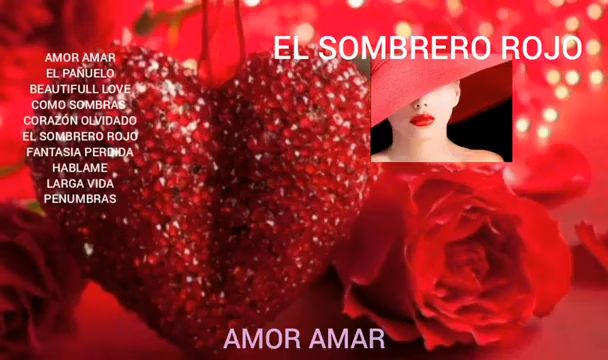 EL SOMBRERO ROJO
AMOR AMAR
EL PAÑUELO
BEAUTIFULL LOVE
COMO SOMBRAS
CORAZÓN OLVIDADO
EL SOMBRERO ROJO
FANTASIA PERDIDA
HABLAME
LARGA VIDA
PENUMBRAS
AMOR AMAR